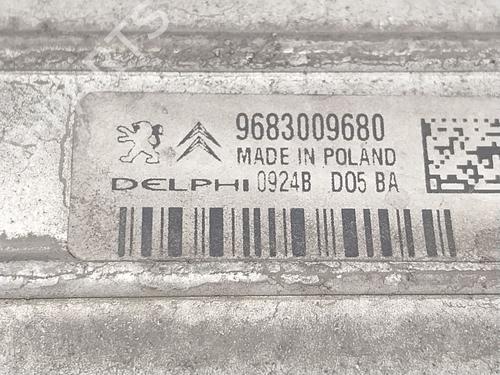 9683009680
MADE IN POLAND
DELPHI 0924B D05 BA